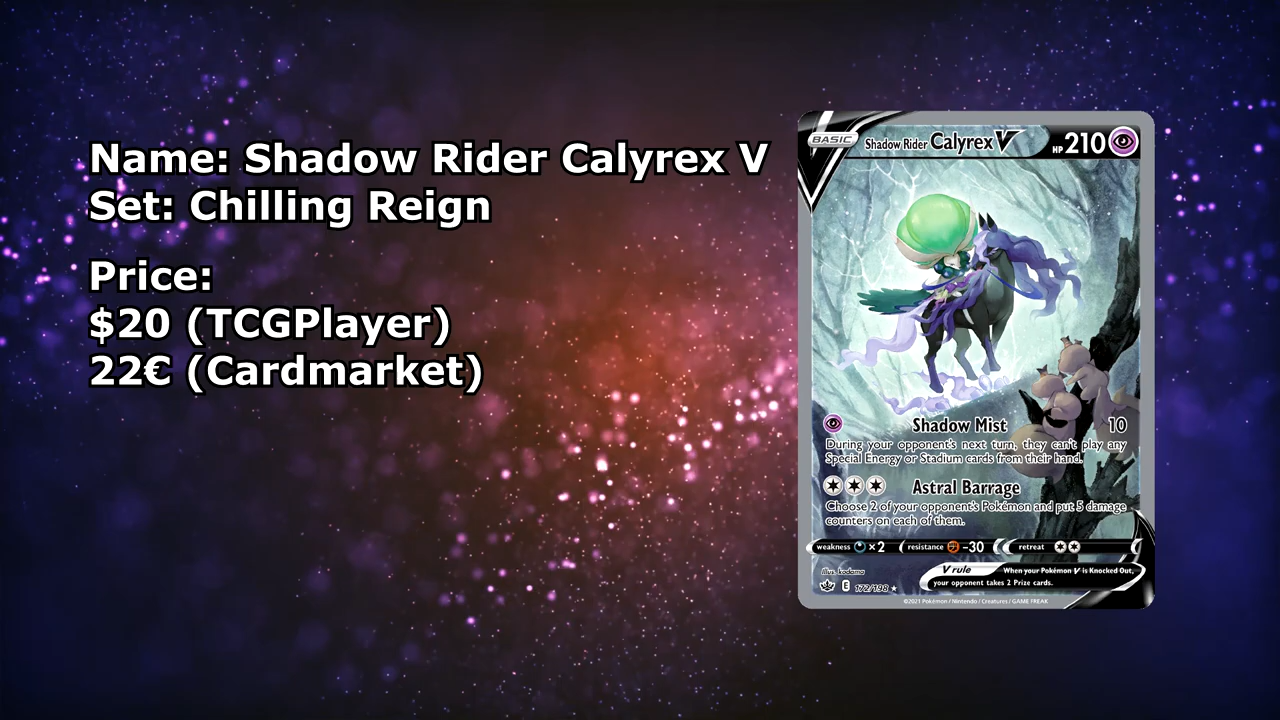 Name: Shadow Rider Calyrex V
Set: Chilling Reign
Price:
$20 (TCGPlayer)
22€ (Cardmarket)
BASIC Shadow Rider Calyrex V HP 210
Shadow Mist 10
During your opponent's next turn, they can't play any
Special Energy or Stadium cards from their hand.
Astral Barrage
Choose 2 of your opponent's Pokémon and put 5 damage
counters on each of them.
weakness ×2 resistance -30 retreat
Illus. kodama
V rule When your Pokémon V is Knocked Out,
your opponent takes 2 Prize cards.
E 172/198 ★
©2021 Pokémon / Nintendo / Creatures / GAME FREAK